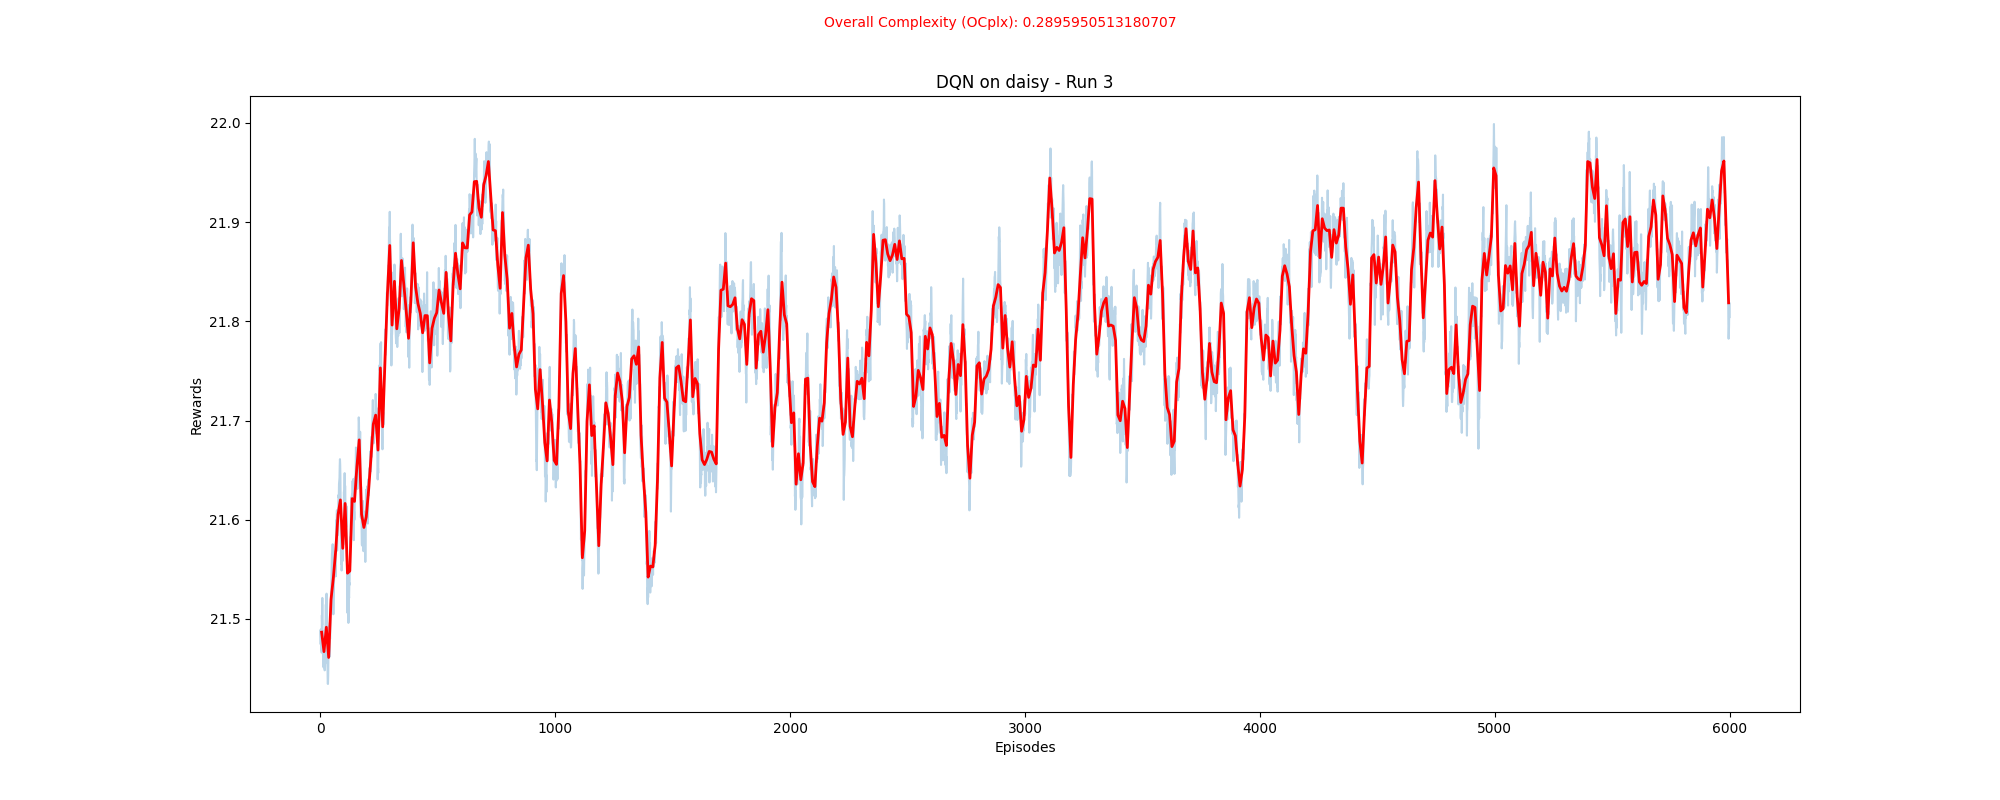 Overall Complexity (OCplx): 0.2895950513180707
DQN on daisy - Run 3
22.0
21.9
21.8
21.7
21.6
21.5
Rewards
0 1000 2000 3000 4000 5000 6000
Episodes